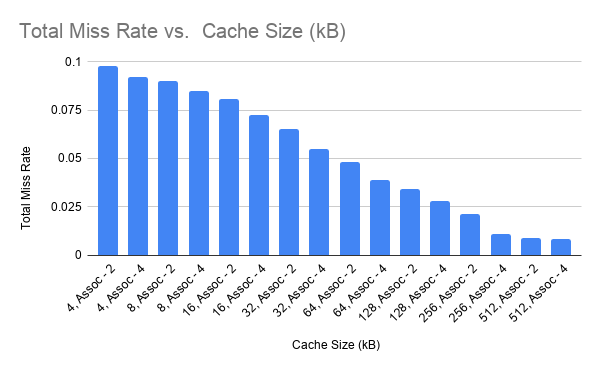 Total Miss Rate vs.  Cache Size (kB)
Total Miss Rate
0.1
0.075
0.05
0.025
0
4, Assoc - 2
4, Assoc - 4
8, Assoc - 2
8, Assoc - 4
16, Assoc - 2
16, Assoc - 4
32, Assoc - 2
32, Assoc - 4
64, Assoc - 2
64, Assoc - 4
128, Assoc - 2
128, Assoc - 4
256, Assoc - 2
256, Assoc - 4
512, Assoc - 2
512, Assoc - 4
Cache Size (kB)